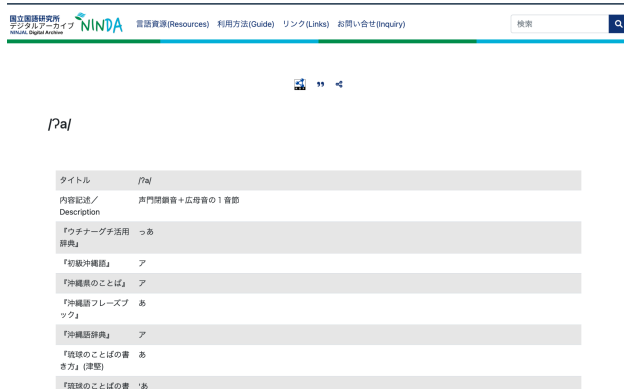 国立国語研究所
デジタルアーカイブ
NINJAL Digital Archive
NINDA
言語資源(Resources) 利用方法(Guide) リンク(Links) お問い合せ(Inquiry)
検索
/ʔa/
タイトル /ʔa/
内容記述／ 声門閉鎖音＋広母音の１音節
Description
『ウチナーグチ活用 っあ
辞典』
『初級沖縄語』 ア
『沖縄県のことば』 ア
『沖縄語フレーズブ あ
ック』
『沖縄語辞典』 ア
『琉球のことばの書 あ
き方』(津堅)
『琉球のことばの書 'あ